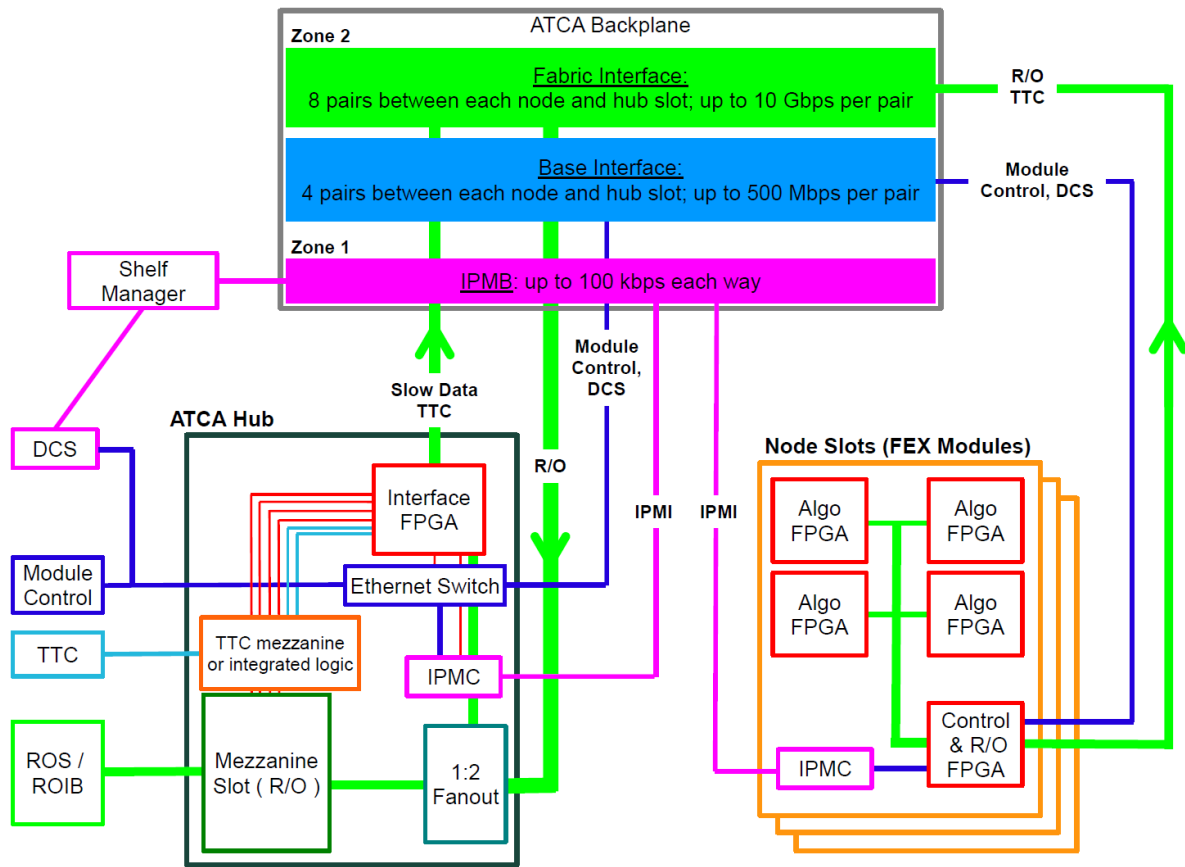 ATCA Backplane
Zone 2
Fabric Interface:
8 pairs between each node and hub slot; up to 10 Gbps per pair
R/O
TTC
Base Interface:
4 pairs between each node and hub slot; up to 500 Mbps per pair
Module
Control, DCS
Zone 1
IPMB: up to 100 kbps each way
Shelf
Manager
Module
Control,
DCS
Slow Data
TTC
ATCA Hub
DCS
R/O
IPMI
IPMI
Interface
FPGA
Ethernet Switch
Module
Control
TTC
TTC mezzanine
or integrated logic
IPMC
ROS /
ROIB
Mezzanine
Slot ( R/O )
1:2
Fanout
Node Slots (FEX Modules)
Algo
FPGA
Algo
FPGA
Algo
FPGA
Algo
FPGA
IPMC
Control
& R/O
FPGA